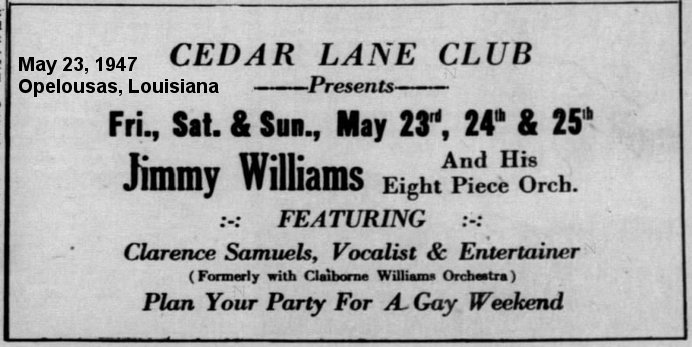 CEDAR LANE CLUB
May 23, 1947
Opelousas, Louisiana
Presents
Fri., Sat. & Sun., May 23rd, 24th & 25th
Jimmy Williams And His Eight Piece Orch.
:-: FEATURING :-:
Clarence Samuels, Vocalist & Entertainer
(Formerly with Claiborne Williams Orchestra)
Plan Your Party For A Gay Weekend